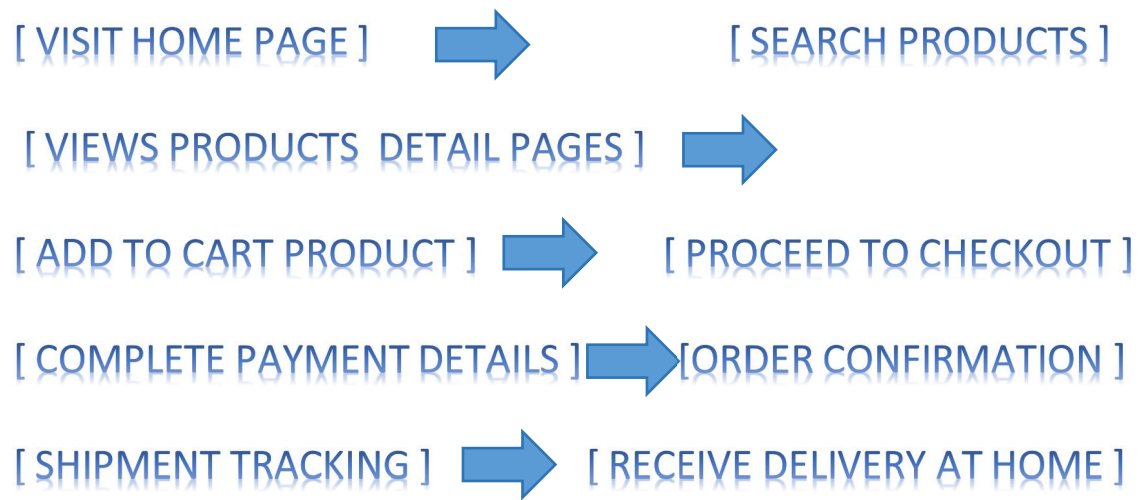 [ VISIT HOME PAGE ] [ SEARCH PRODUCTS ]
[ VIEWS PRODUCTS DETAIL PAGES ]
[ ADD TO CART PRODUCT ] [ PROCEED TO CHECKOUT ]
[ COMPLETE PAYMENT DETAILS ] [ORDER CONFIRMATION ]
[ SHIPMENT TRACKING ] [ RECEIVE DELIVERY AT HOME ]